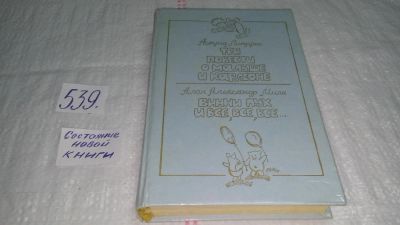 539.
Состояние
новой
книги
Астрид Линдгрен
ТРИ
ПОВЕСТИ
О МАЛЫШЕ
И КАРЛСОНЕ
Алан Александр Милн
ВИННИ ПУХ
И ВСЕ, ВСЕ, ВСЕ...